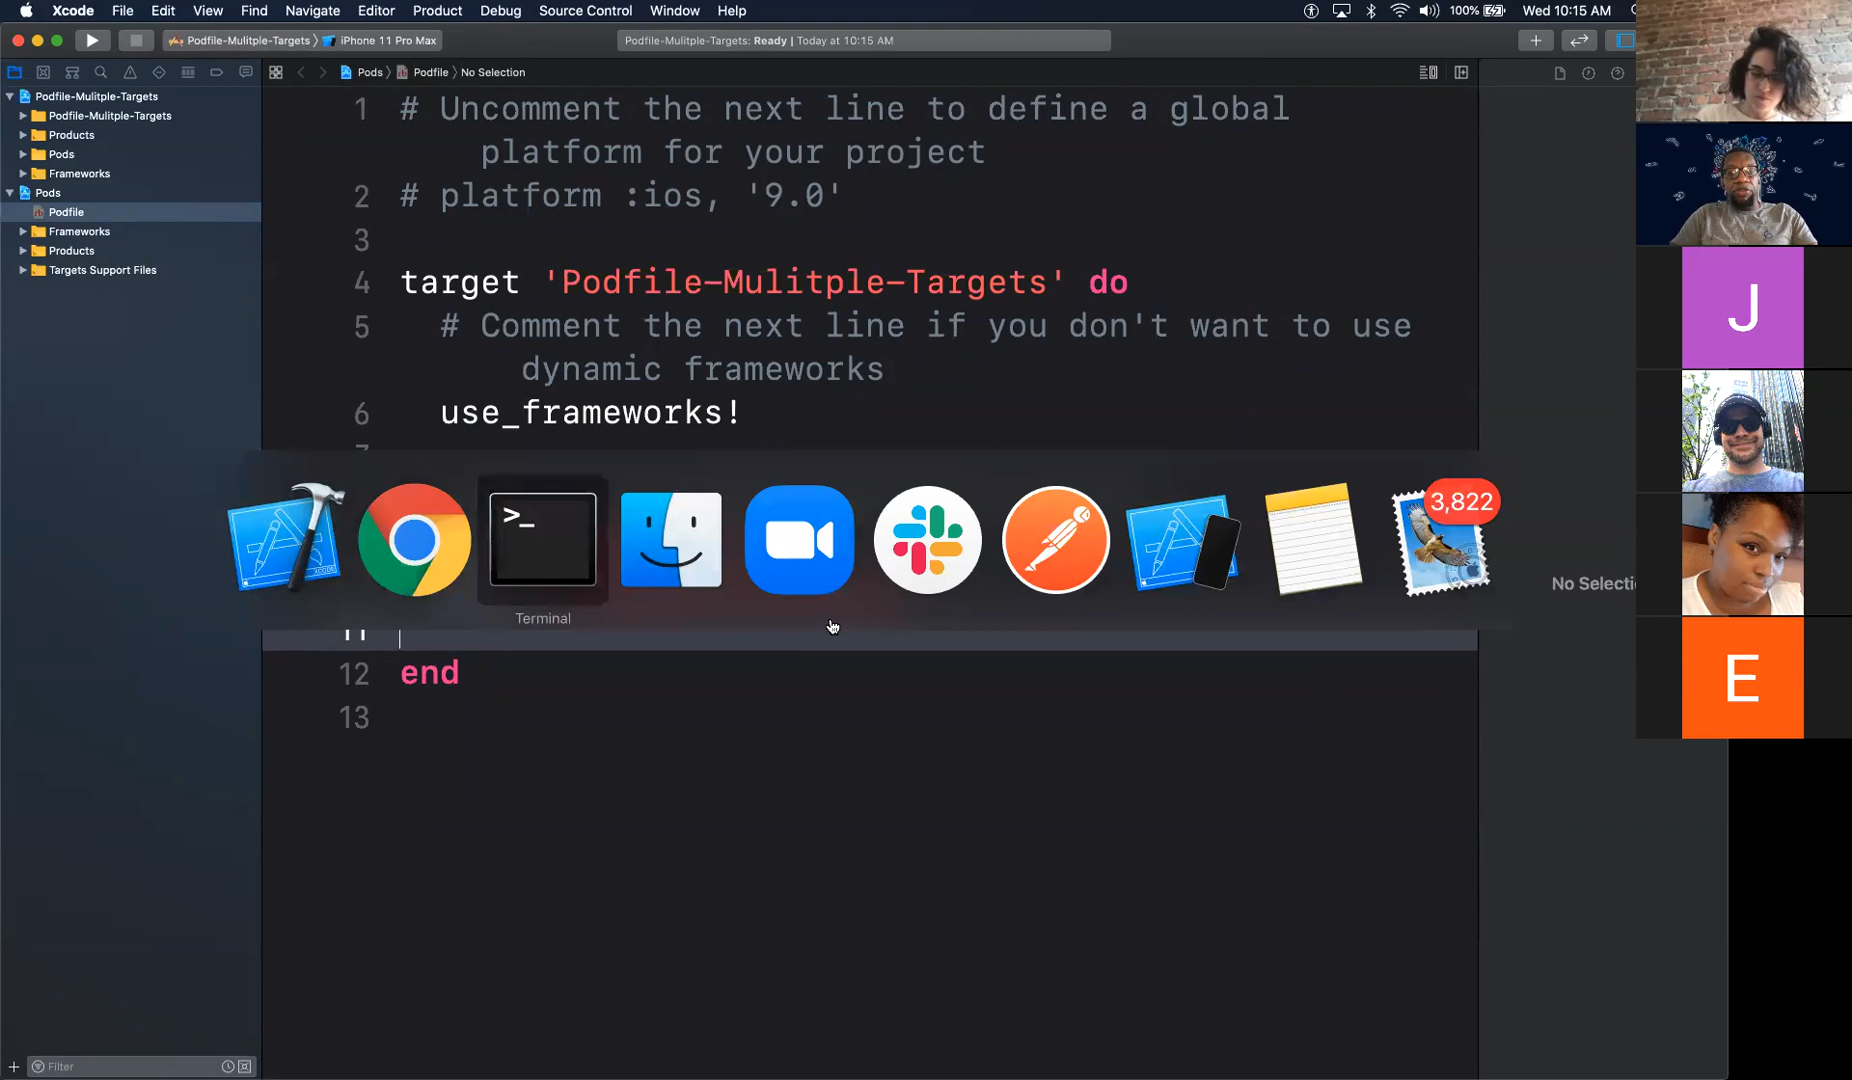 Xcode File Edit View Find Navigate Editor Product Debug Source Control Window Help
100% Wed 10:15 AM
Podfile-Mulitple-Targets iPhone 11 Pro Max
Podfile-Mulitple-Targets: Ready | Today at 10:15 AM
Pods Podfile No Selection
Podfile-Mulitple-Targets
Podfile-Mulitple-Targets
Products
Pods
Frameworks
Pods
Podfile
Frameworks
Products
Targets Support Files
1 # Uncomment the next line to define a global
platform for your project
2 # platform :ios, '9.0'
3
4 target 'Podfile-Mulitple-Targets' do
5 # Comment the next line if you don't want to use
dynamic frameworks
6 use_frameworks!
>_
3,822
Terminal
No Selecti
11
12 end
13
Filter
J
E